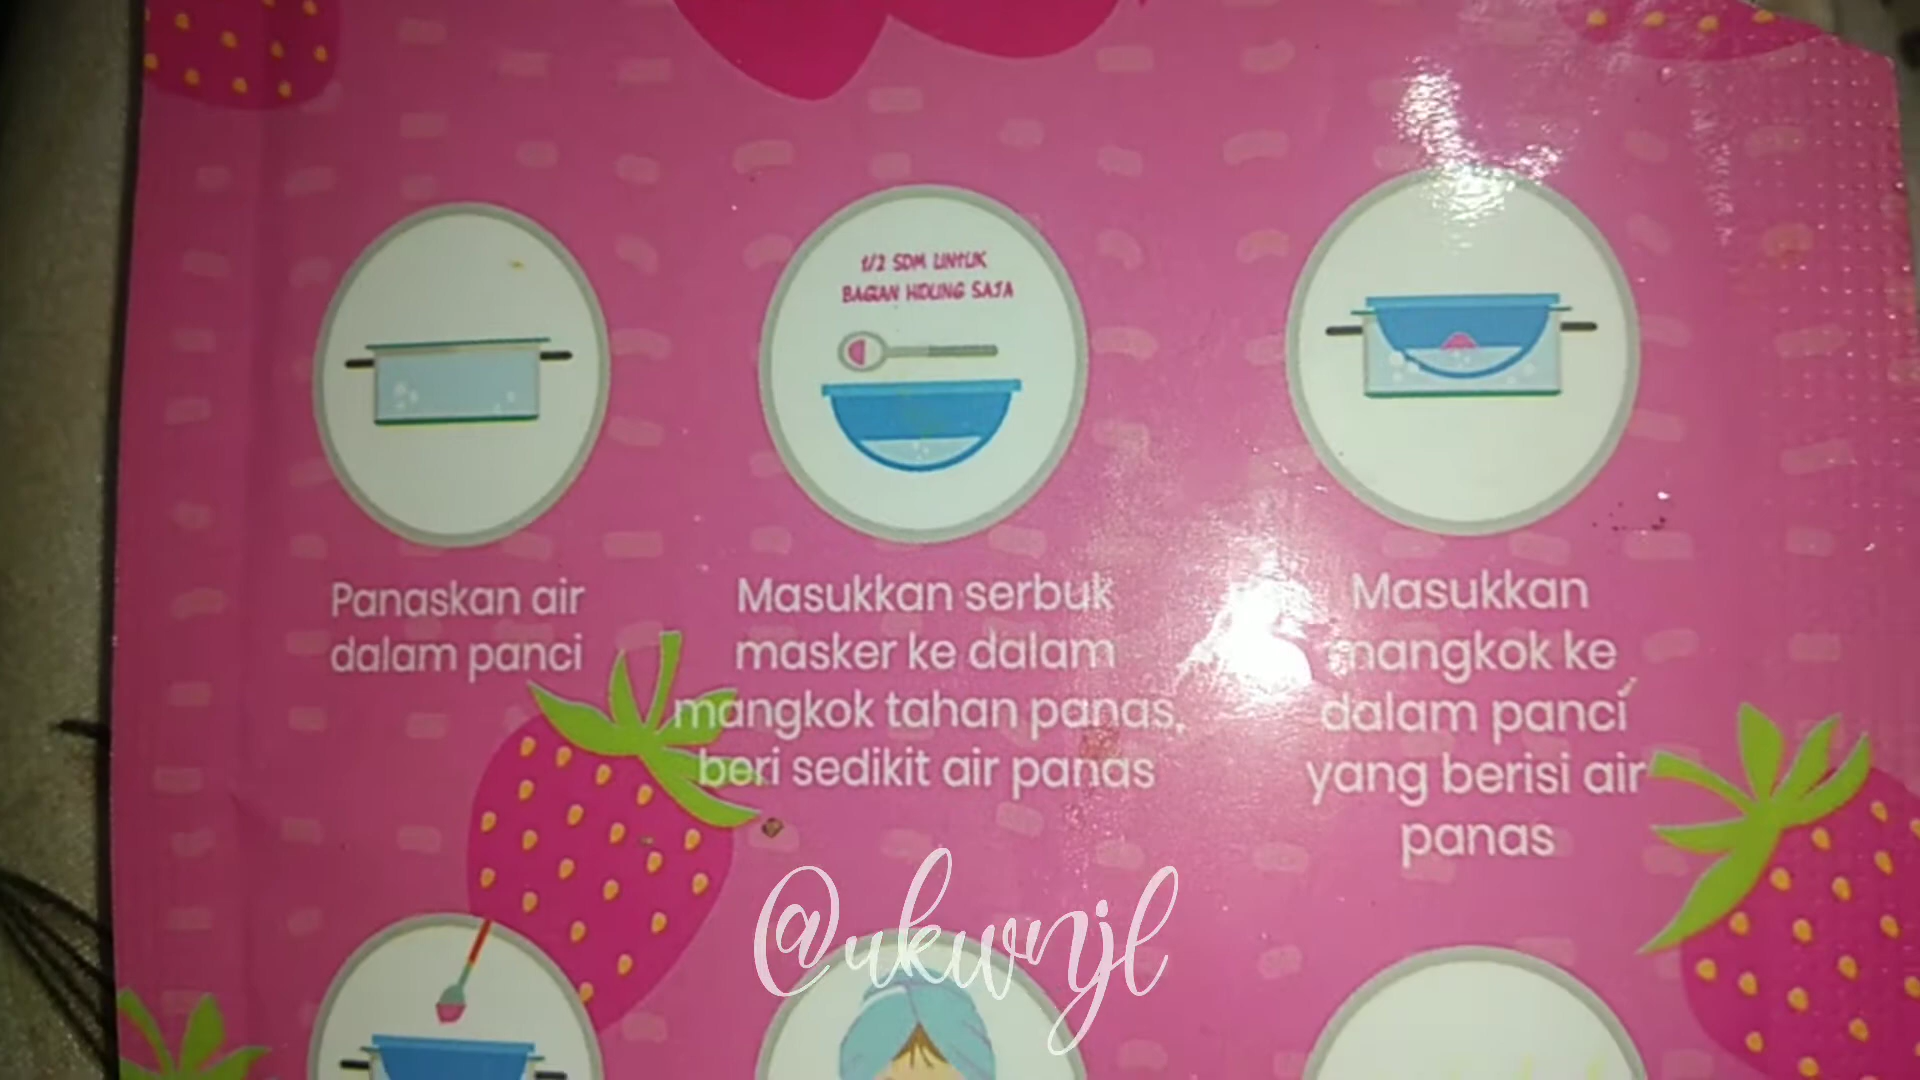 1/2 SDM UNTUK
BAGIAN HIDUNG SAJA
Panaskan air
dalam panci
Masukkan serbuk
masker ke dalam
mangkok tahan panas,
beri sedikit air panas
Masukkan
mangkok ke
dalam panci
yang berisi air
panas
@ukwnjl